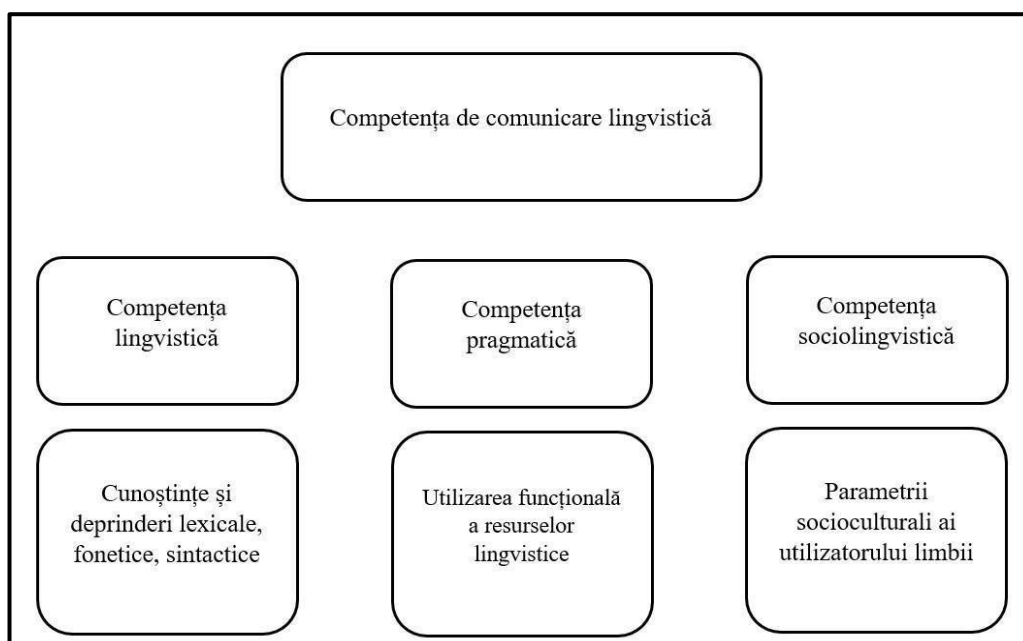 Competența de comunicare lingvistică
Competența
lingvistică
Competența
pragmatică
Competența
sociolingvistică
Cunoștințe și
deprinderi lexicale,
fonetice, sintactice
Utilizarea funcțională
a resurselor
lingvistice
Parametrii
socioculturali ai
utilizatorului limbii